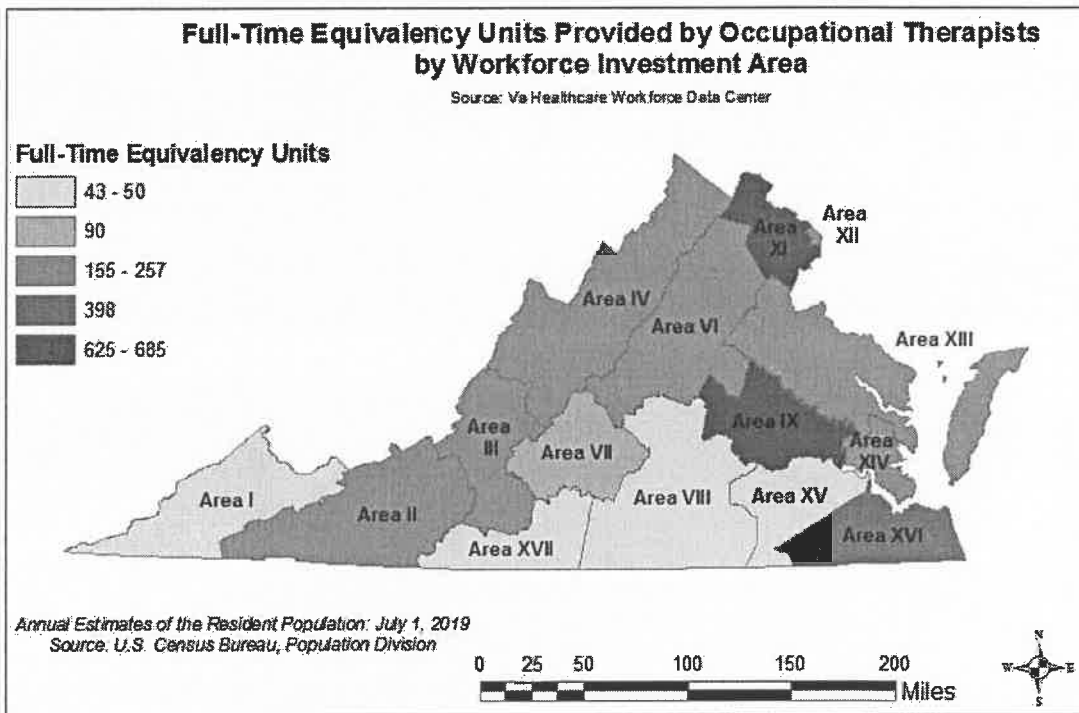 Full-Time Equivalency Units Provided by Occupational Therapists
by Workforce Investment Area
Source: Va Healthcare Workforce Data Center
Full-Time Equivalency Units
43 - 50
90
155 - 257
398
625 - 685
Area
XI
Area
XII
Area IV
Area VI
Area XIII
Area
III
Area IX
Area VII
Area
XIV
Area I
Area II
Area VIII
Area XV
Area XVII
Area XVI
Annual Estimates of the Resident Population: July 1, 2019
Source: U.S. Census Bureau, Population Division
0 25 50 100 150 200
Miles
N
W E
S